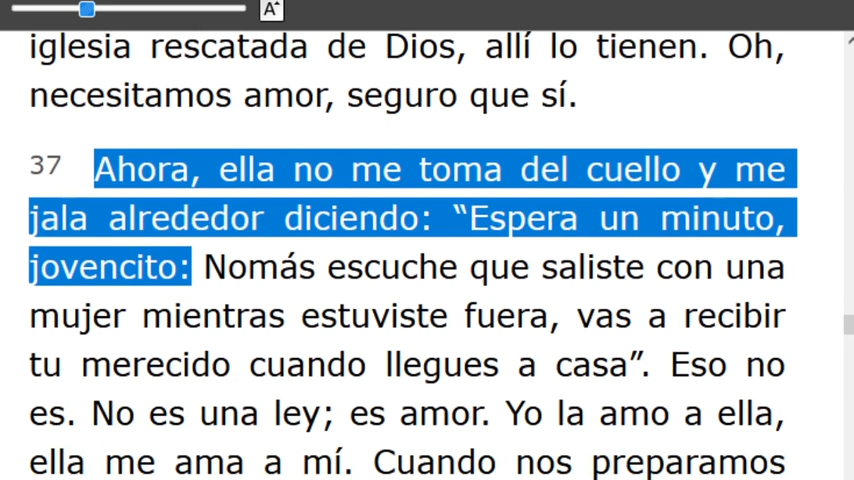 A
iglesia rescatada de Dios, allí lo tienen. Oh,
necesitamos amor, seguro que sí.
37 Ahora, ella no me toma del cuello y me
jala alrededor diciendo: “Espera un minuto,
jovencito: Nomás escuche que saliste con una
mujer mientras estuviste fuera, vas a recibir
tu merecido cuando llegues a casa”. Eso no
es. No es una ley; es amor. Yo la amo a ella,
ella me ama a mí. Cuando nos preparamos